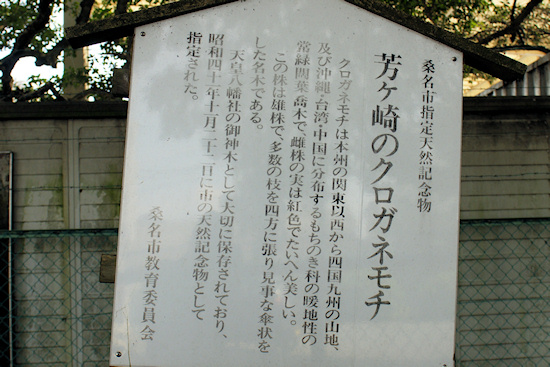 桑名市指定天然記念物
芳ケ崎のクロガネモチ
クロガネモチは本州の関東以西から四国九州の山地、
及び沖縄・台湾・中国に分布するもちのき科の暖地性の
常緑闊葉喬木で、雌株の実は紅色でたいへん美しい。
この株は雄株で、多数の枝を四方に張り見事な傘状を
した名木である。
天皇八幡社の御神木として大切に保存されており、
昭和四十年十二月二十二日に市の天然記念物として
指定された。
桑名市教育委員会